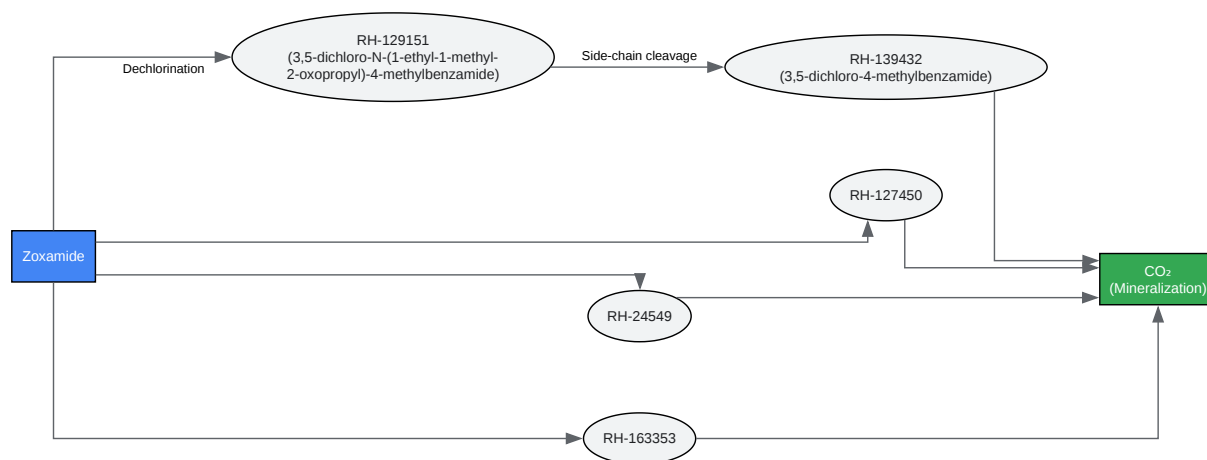 RH-129151
(3,5-dichloro-N-(1-ethyl-1-methyl-
2-oxopropyl)-4-methylbenzamide)
Dechlorination
Side-chain cleavage
RH-139432
(3,5-dichloro-4-methylbenzamide)
RH-127450
Zoxamide
CO₂
(Mineralization)
RH-24549
RH-163353